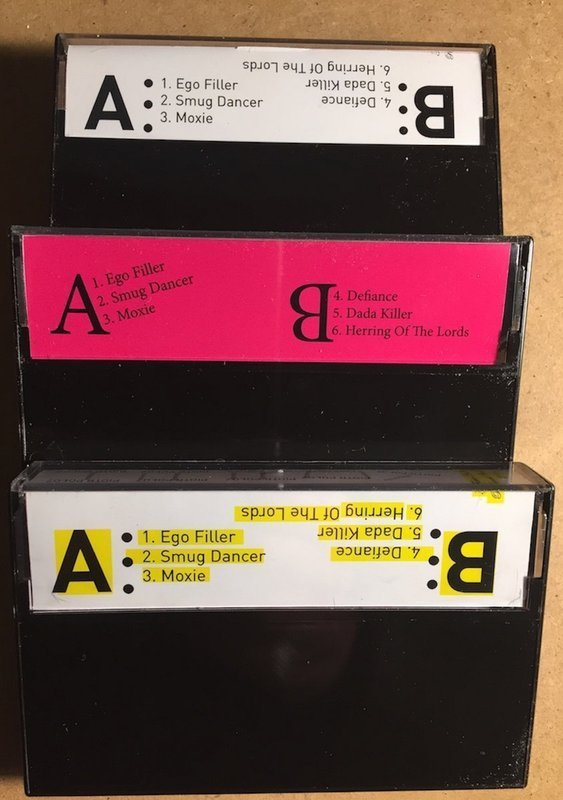 A
1. Ego Filler
2. Smug Dancer
3. Moxie
B
4. Defiance
5. Dada Killer
6. Herring Of The Lords
A
1. Ego Filler
2. Smug Dancer
3. Moxie
B
4. Defiance
5. Dada Killer
6. Herring Of The Lords
A
1. Ego Filler
2. Smug Dancer
3. Moxie
B
4. Defiance
5. Dada Killer
6. Herring Of The Lords